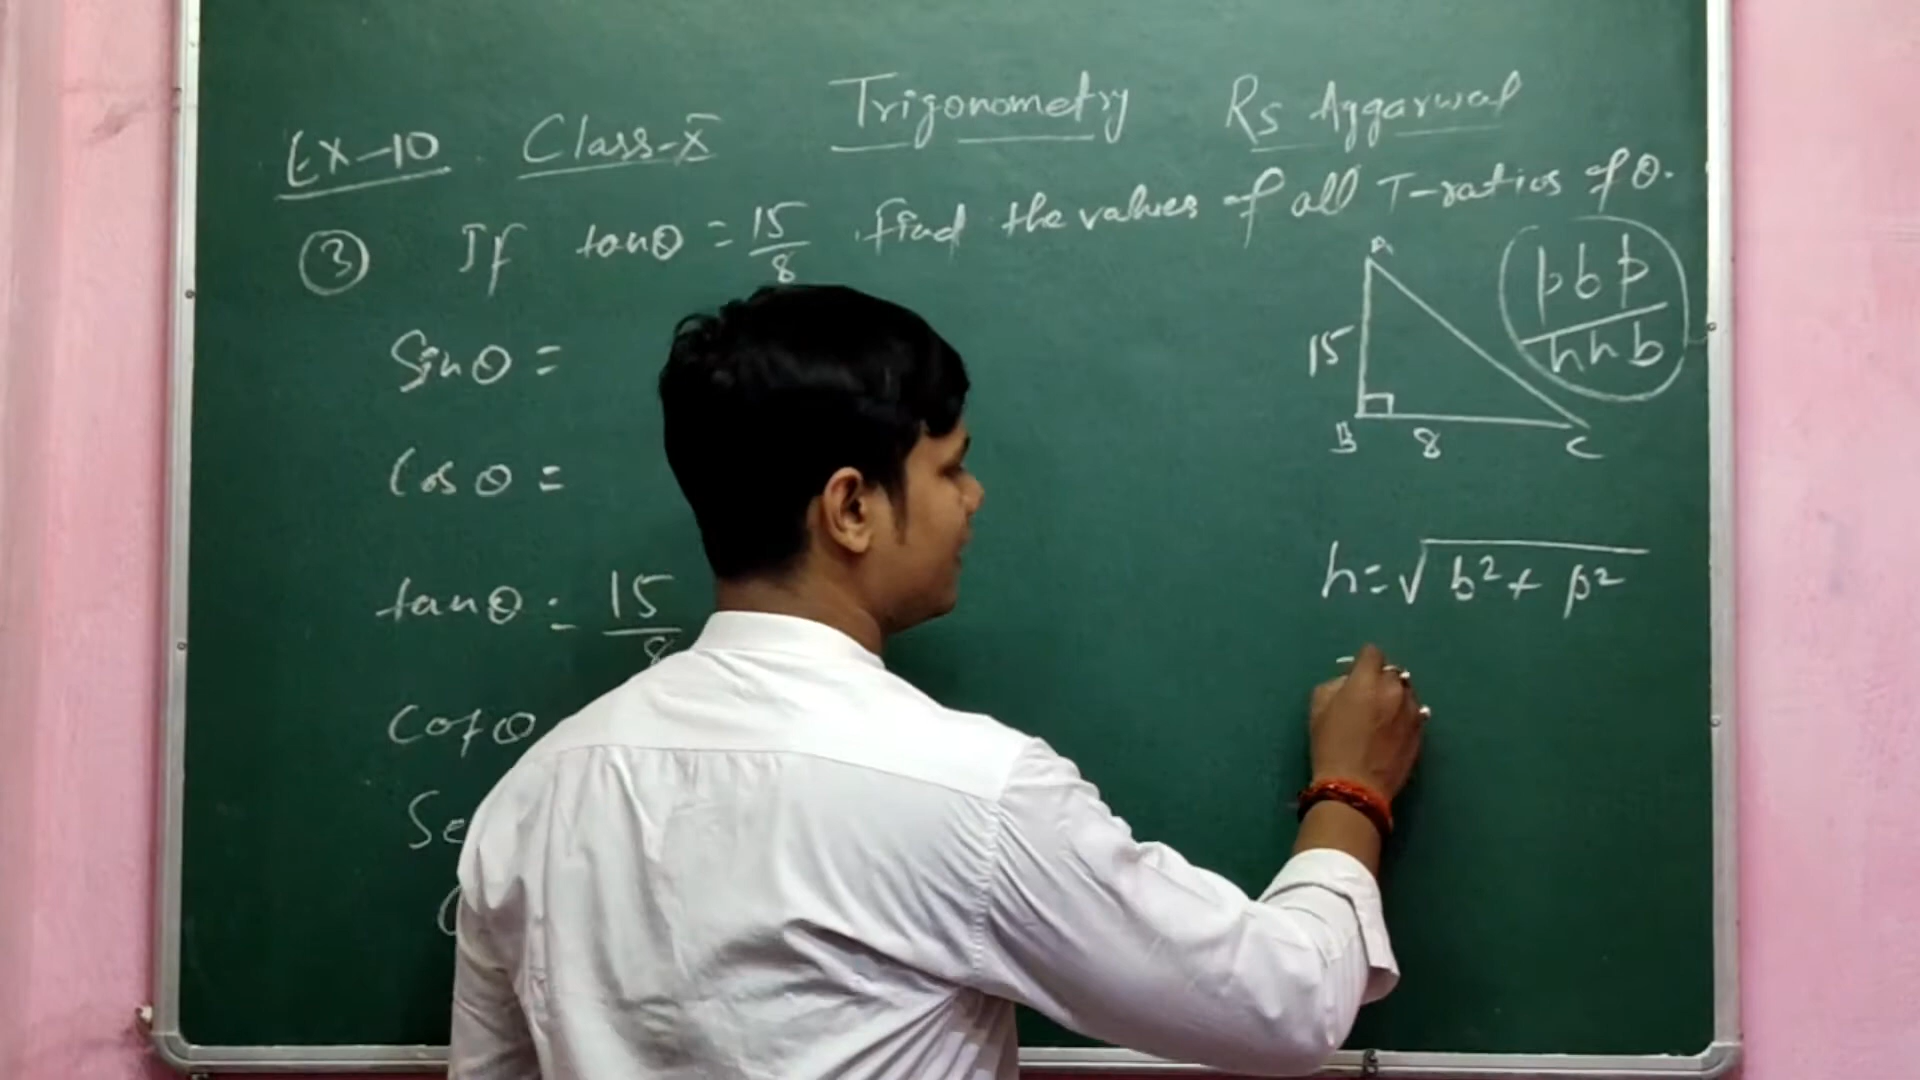 Ex-10 Class-X Trigonometry Rs Aggarwal
③ If tanθ = 15/8 . find the values of all T-ratios of θ.
Sinθ =
Cosθ =
tanθ = 15/8
Cotθ
Se
A
15
B 8 C
p b p
h h b
h = √b² + p²